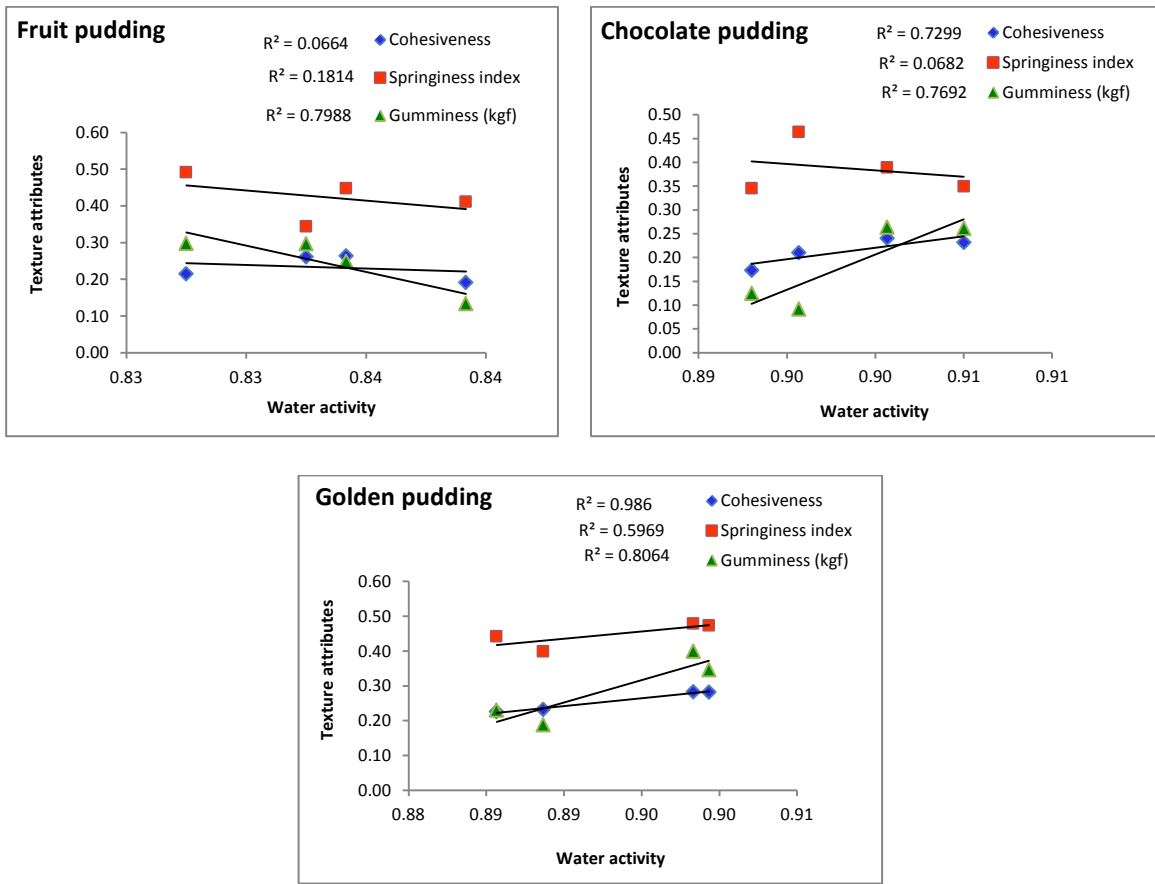 Fruit pudding
R² = 0.0664
Cohesiveness
R² = 0.1814
Springiness index
R² = 0.7988
Gumminess (kgf)
0.60
0.50
0.40
0.30
0.20
0.10
0.00
Texture attributes
0.83
0.83
0.84
0.84
Water activity
Chocolate pudding
R² = 0.7299
Cohesiveness
R² = 0.0682
Springiness index
R² = 0.7692
Gumminess (kgf)
0.50
0.45
0.40
0.35
0.30
0.25
0.20
0.15
0.10
0.05
0.00
Texture attributes
0.89
0.90
0.90
0.91
0.91
Water activity
Golden pudding
R² = 0.986
Cohesiveness
R² = 0.5969
Springiness index
R² = 0.8064
Gumminess (kgf)
0.60
0.50
0.40
0.30
0.20
0.10
0.00
Texture attributes
0.88
0.89
0.89
0.90
0.90
0.91
Water activity